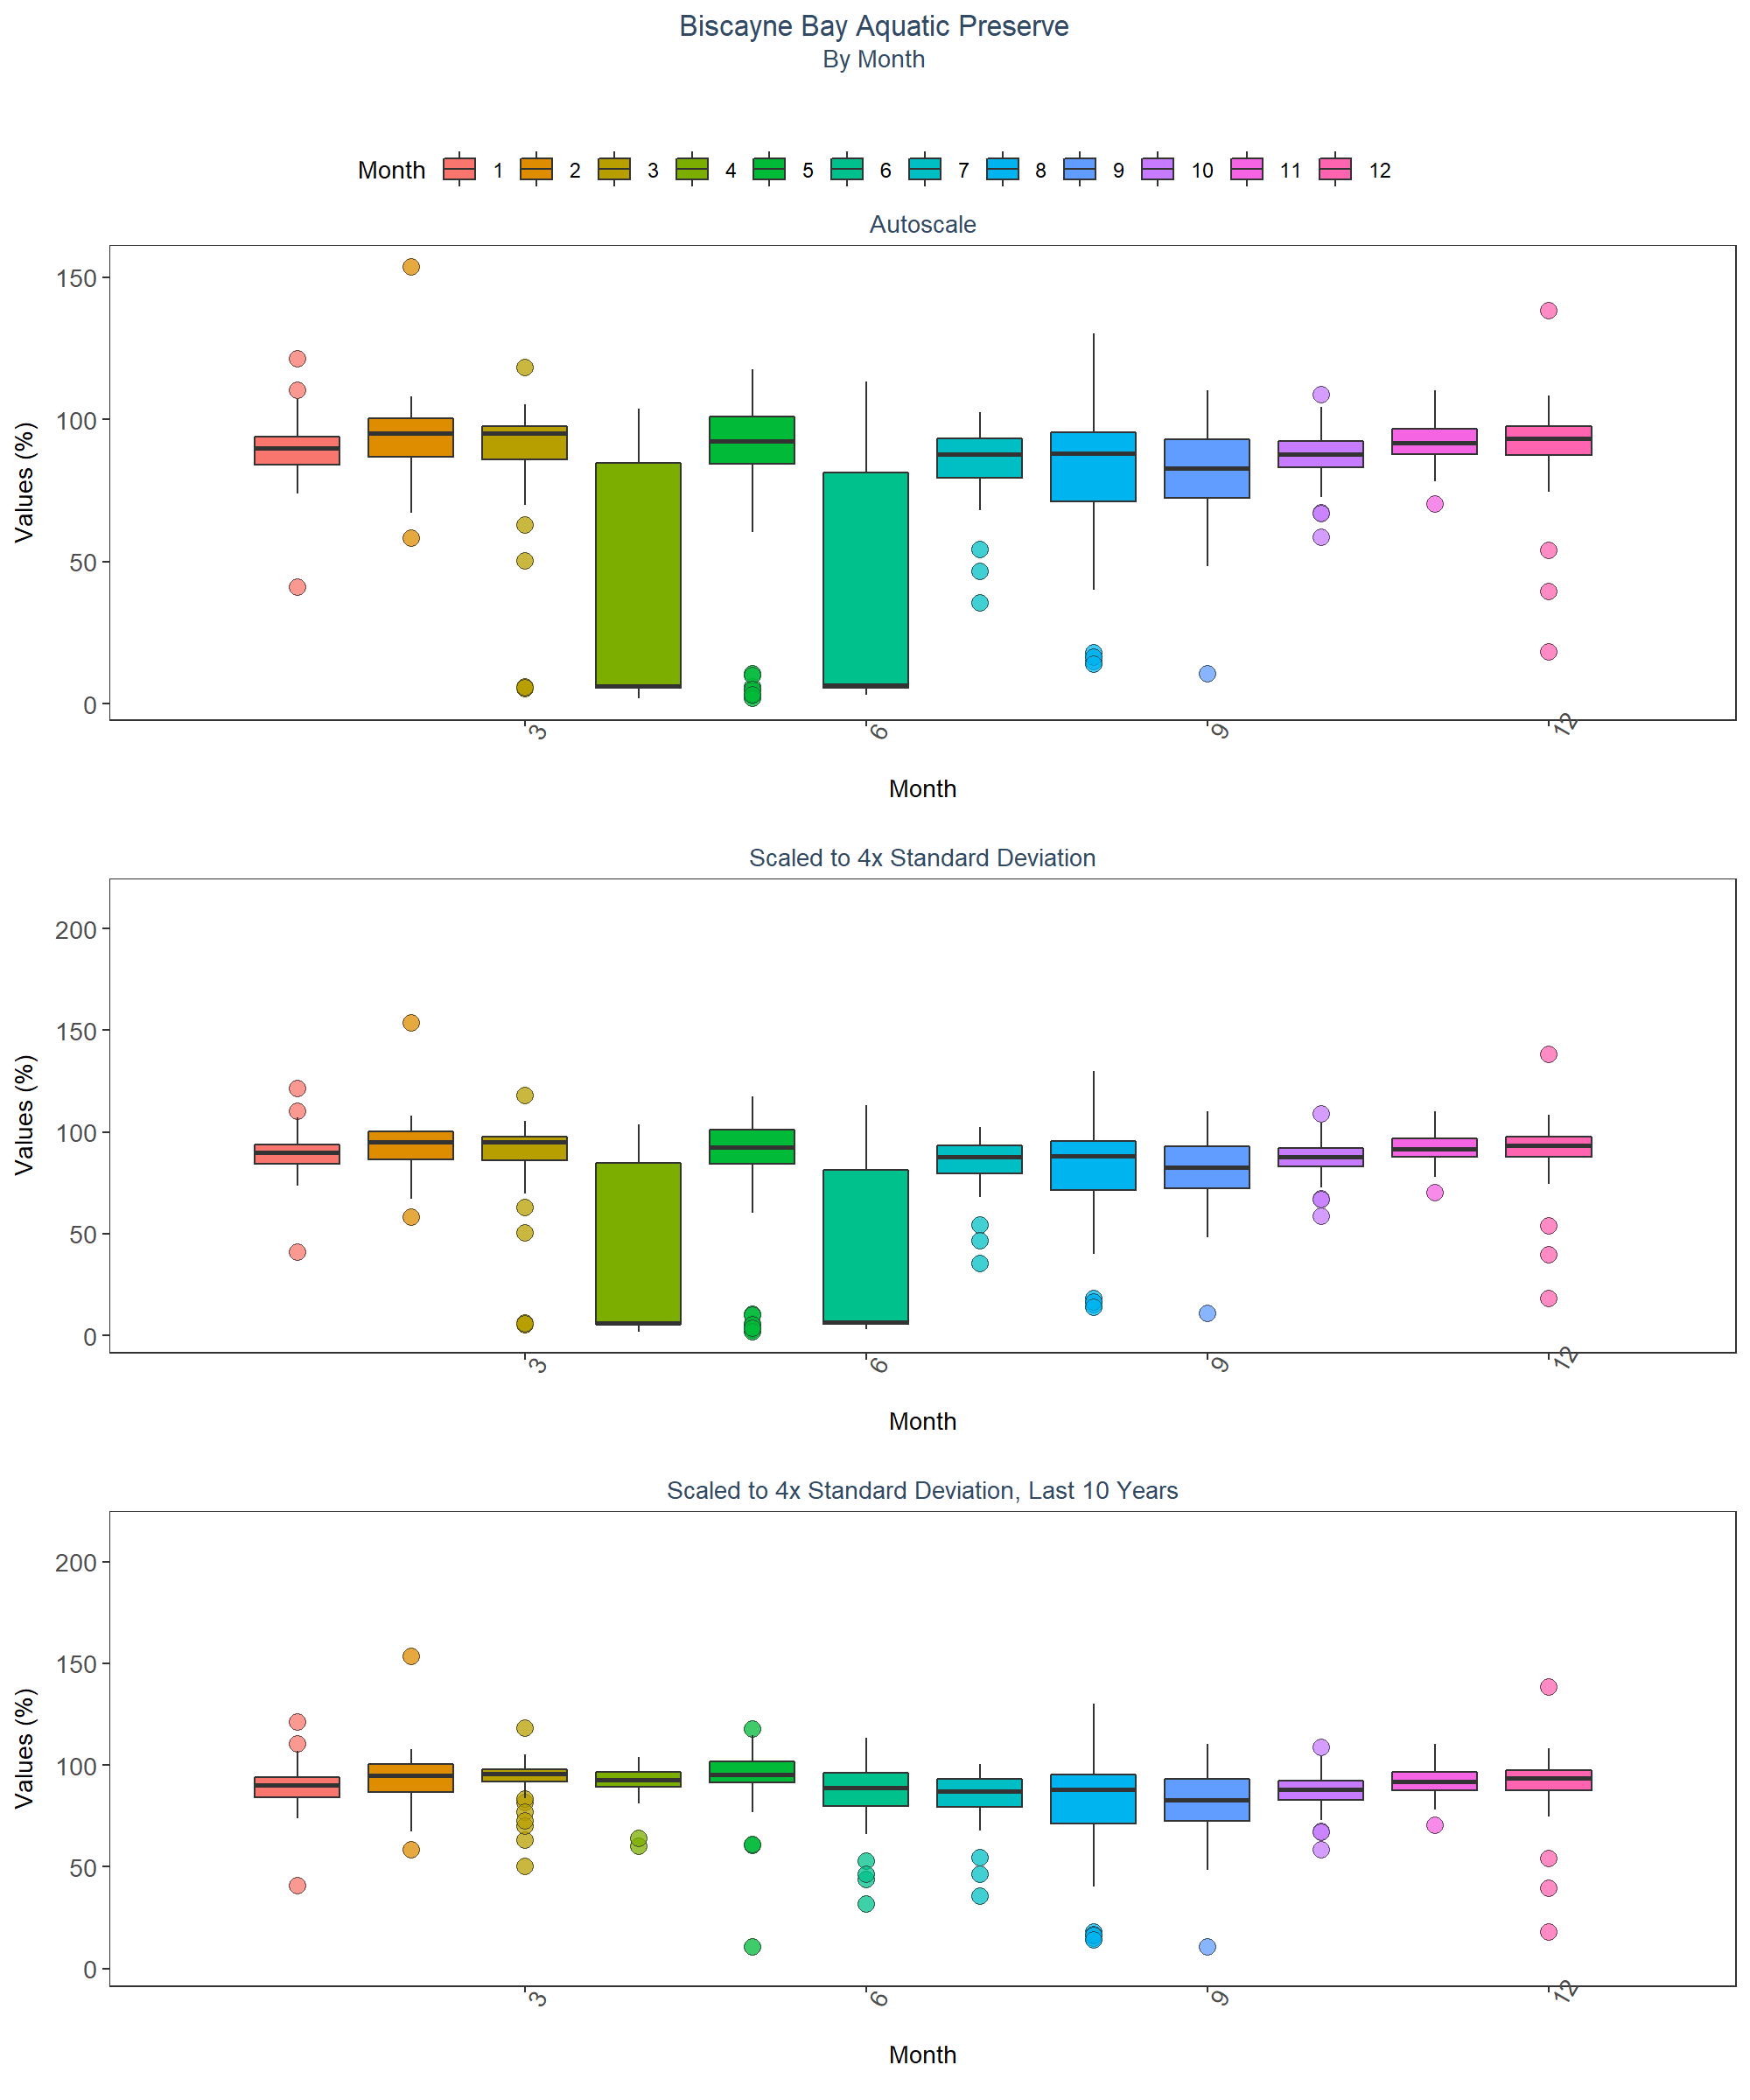 Biscayne Bay Aquatic Preserve
By Month
Month 1 2 3 4 5 6 7 8 9 10 11 12
Autoscale
150
100
50
0
Values (%)
3 6 9 12
Month
Scaled to 4x Standard Deviation
200
150
100
50
0
Values (%)
3 6 9 12
Month
Scaled to 4x Standard Deviation, Last 10 Years
200
150
100
50
0
Values (%)
3 6 9 12
Month